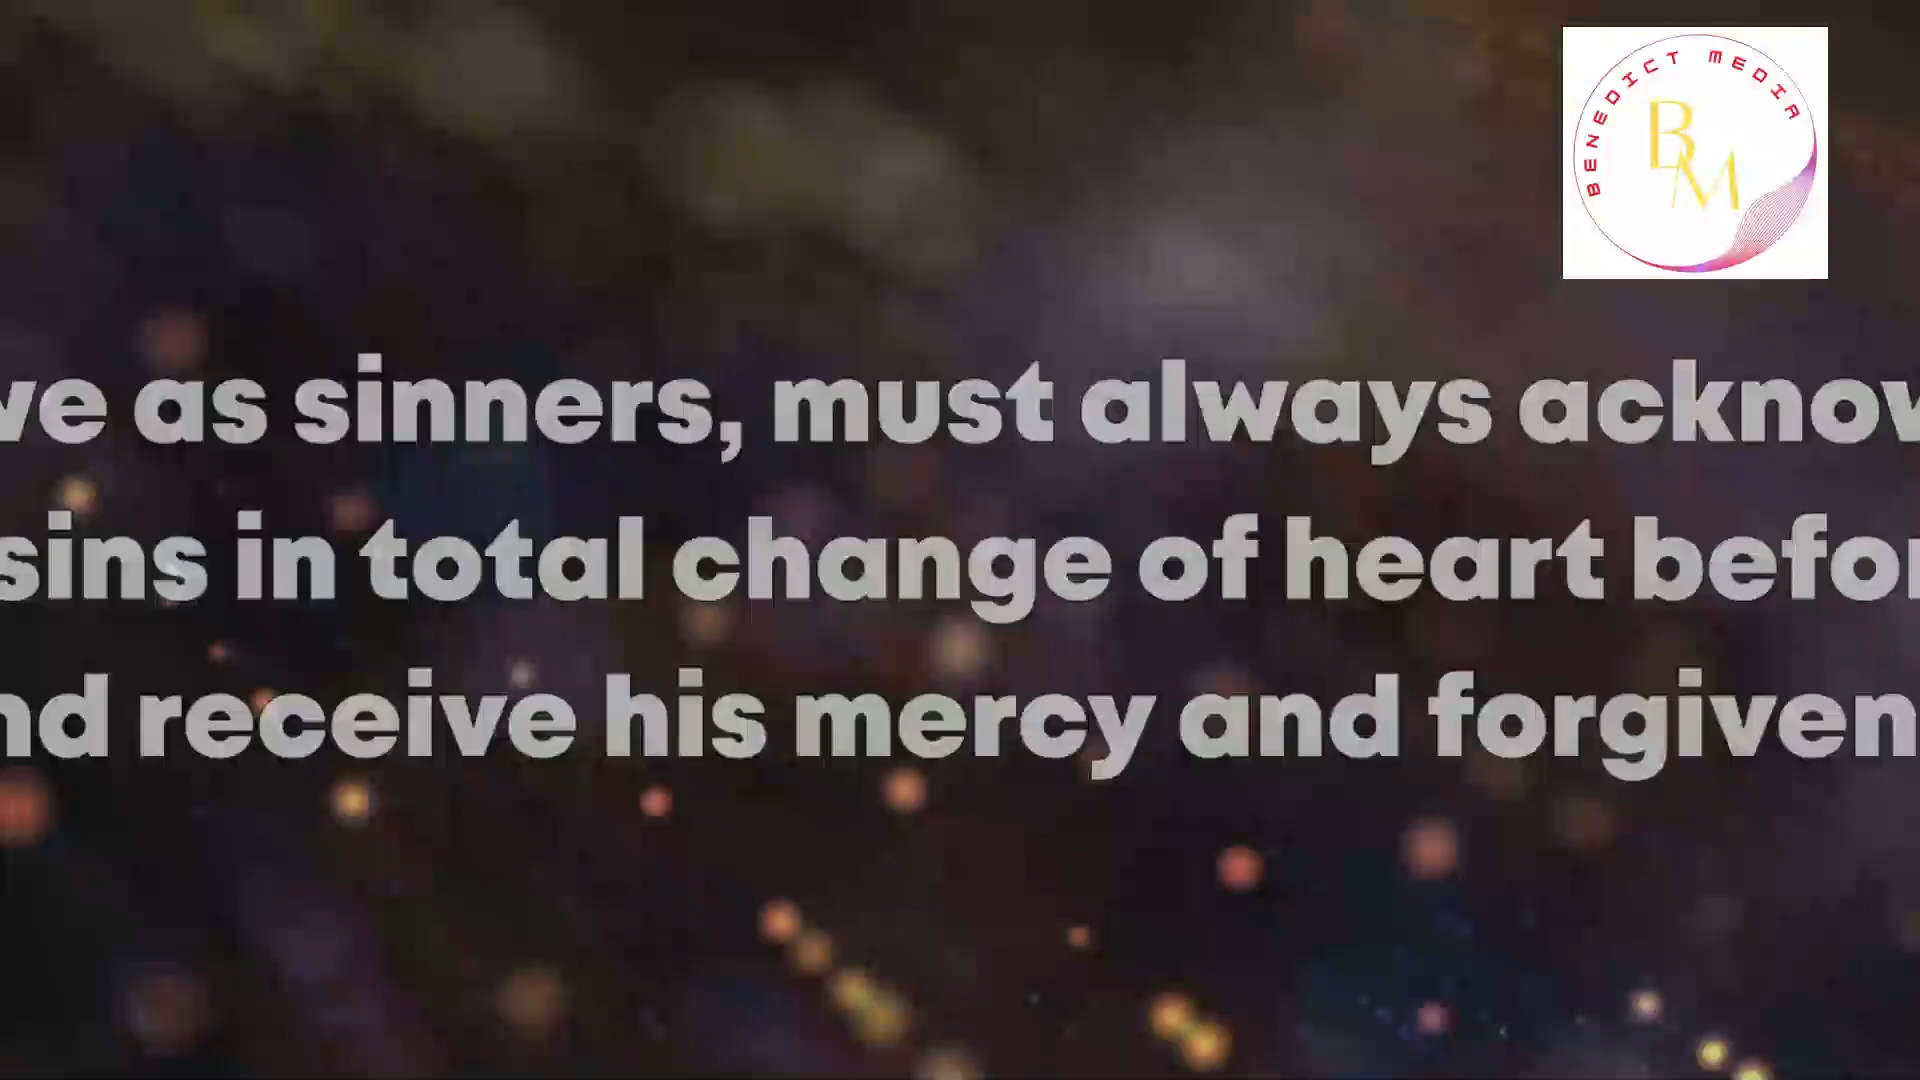 BENEDICT MEDIA
BM
ve as sinners, must always acknow
sins in total change of heart befor
nd receive his mercy and forgiven